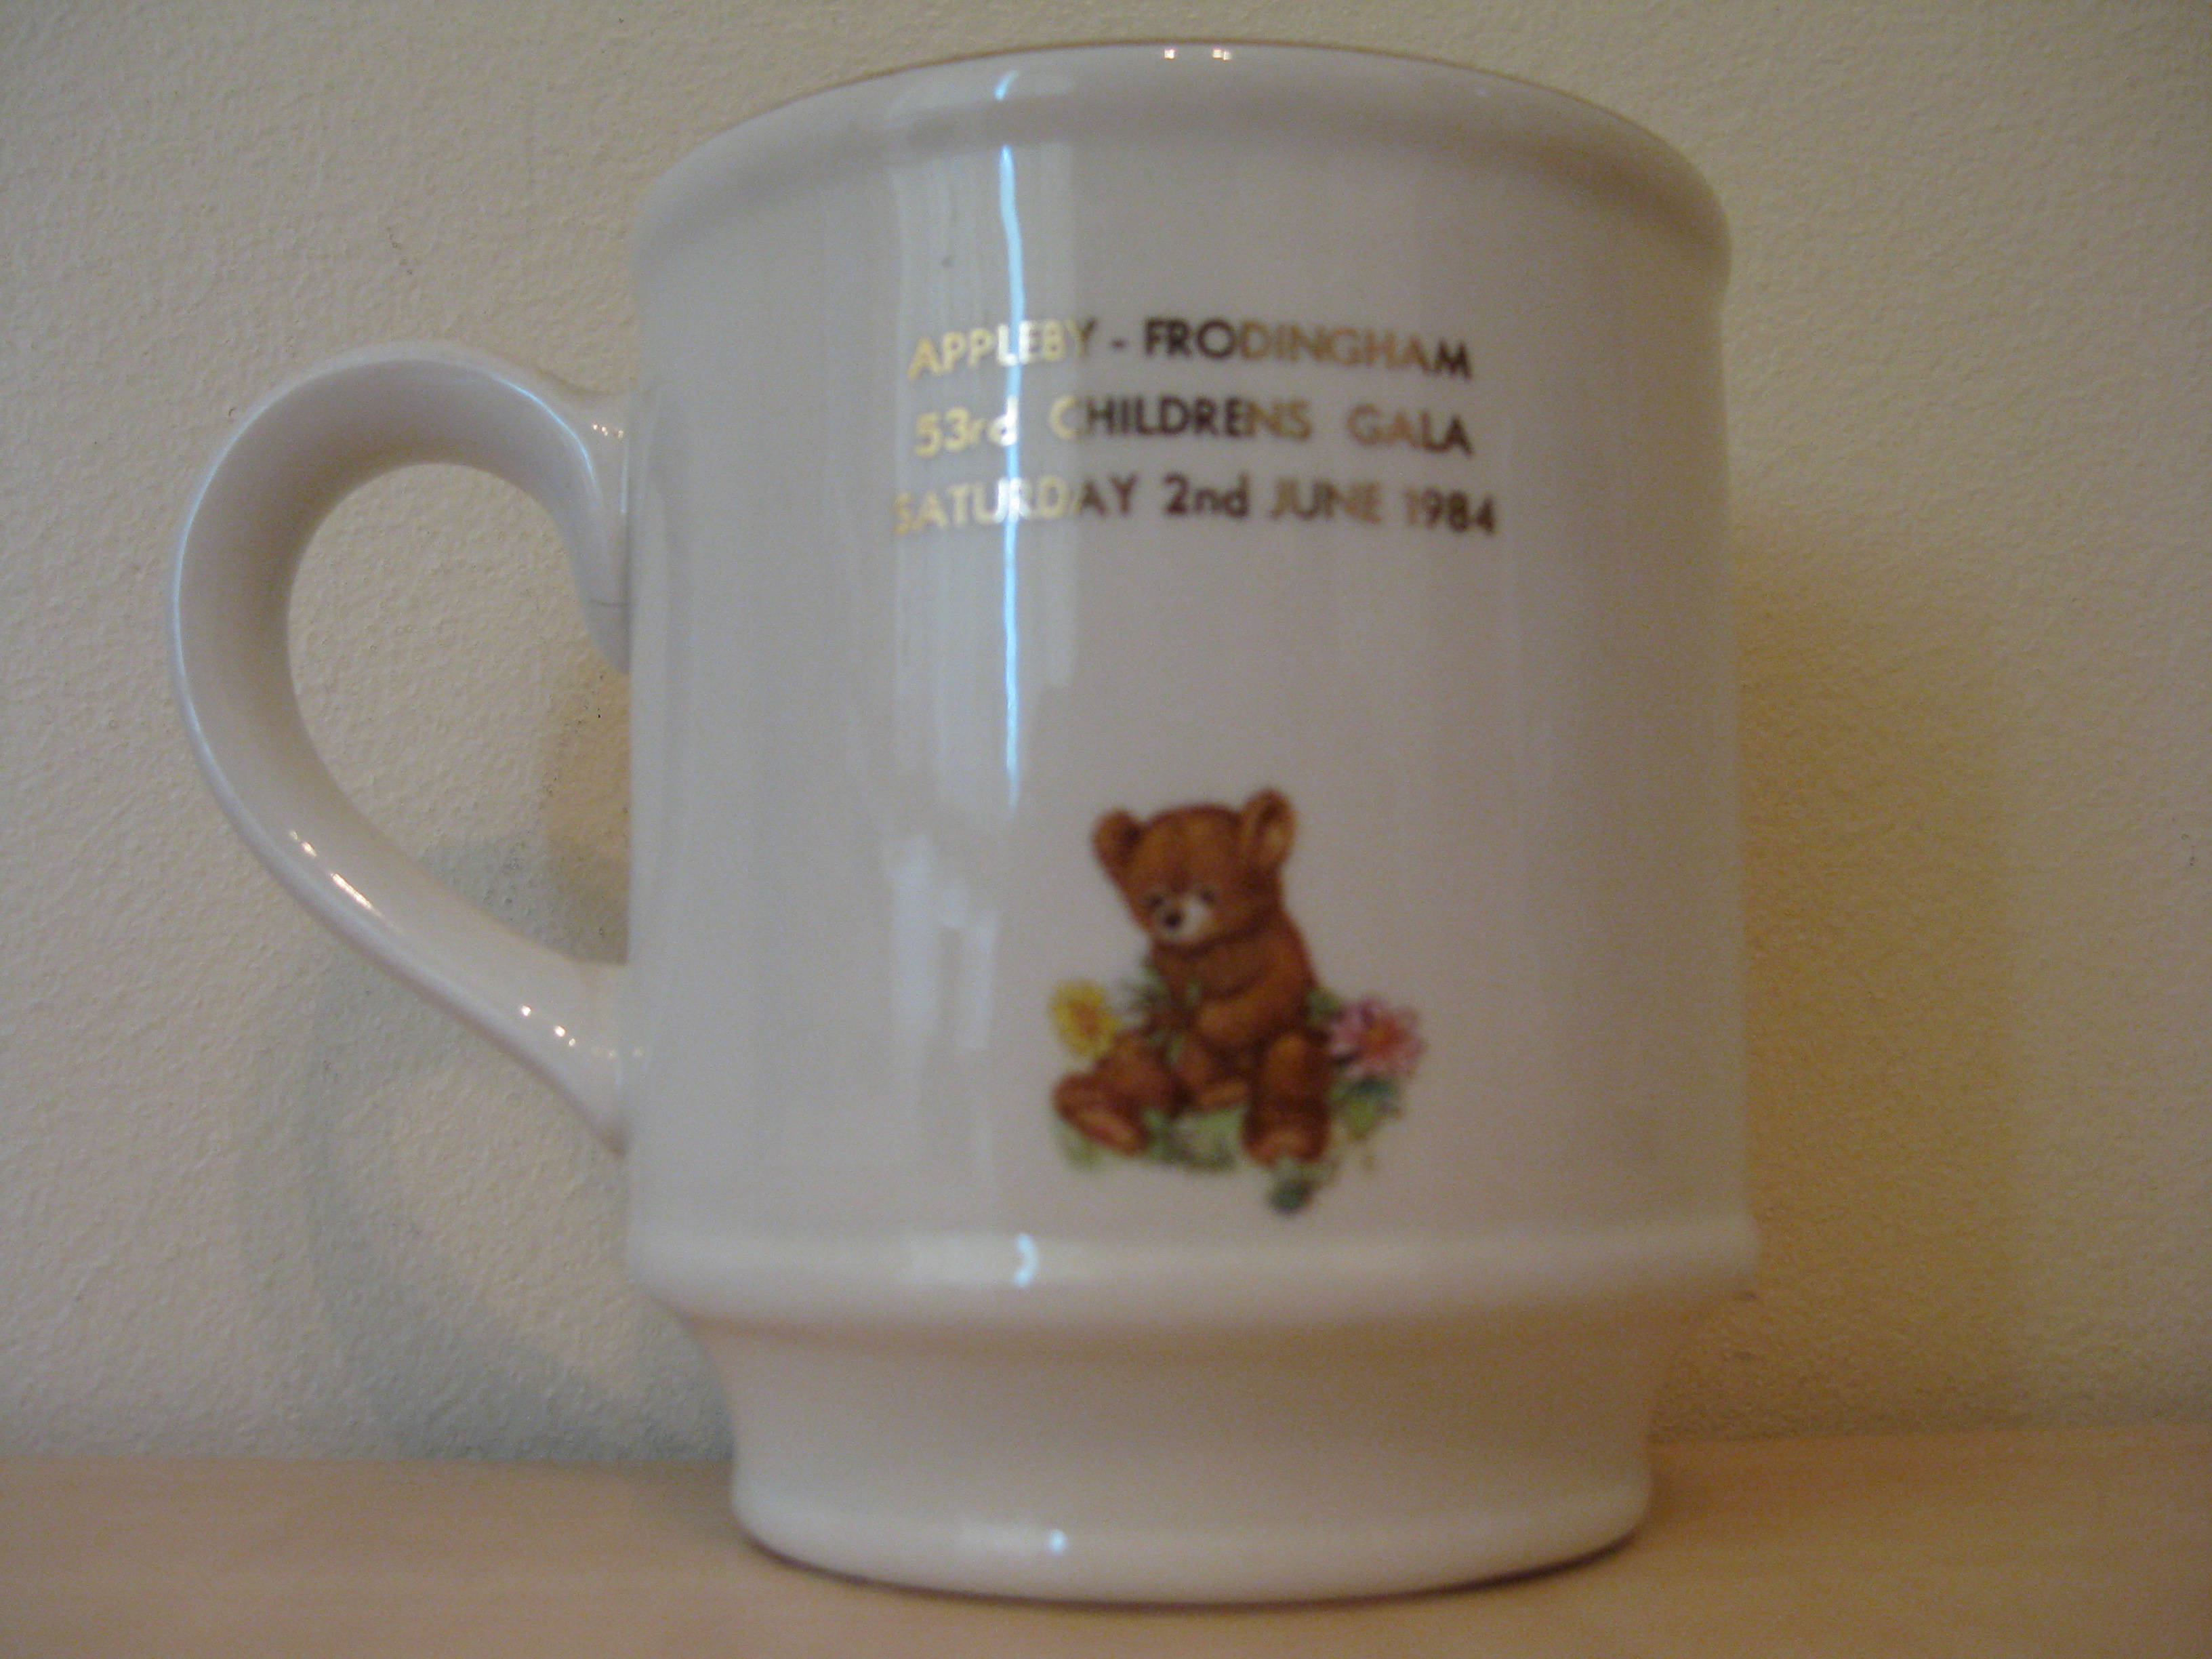 APPLEBY - FRODINGHAM
53rd CHILDRENS GALA
SATURDAY 2nd JUNE 1984